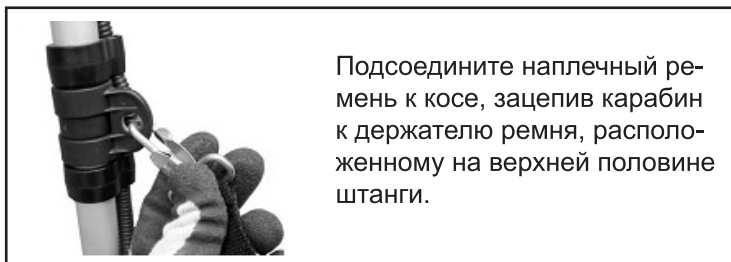 Подсоедините наплечный ре-
мень к косе, зацепив карабин
к держателю ремня, располо-
женному на верхней половине
штанги.